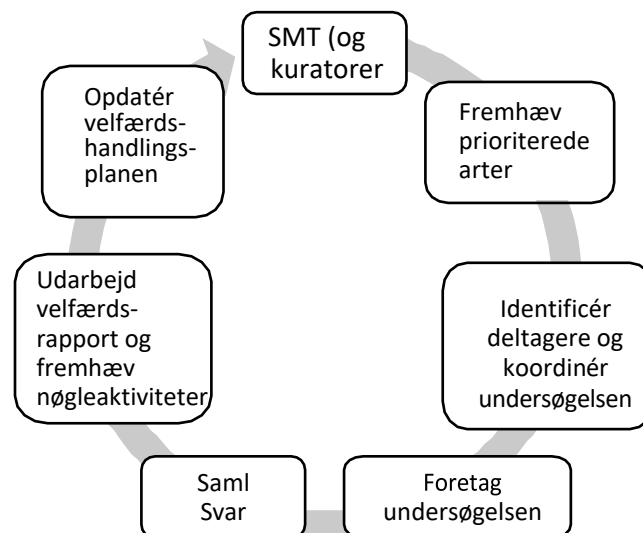 SMT (og
kuratorer
Fremhæv
prioriterede
arter
Identificér
deltagere og
koordinér
undersøgelsen
Foretag
undersøgelsen
Saml
Svar
Udarbejd
velfærds-
rapport og
fremhæv
nøgleaktiviteter
Opdatér
velfærds-
handlings-
planen